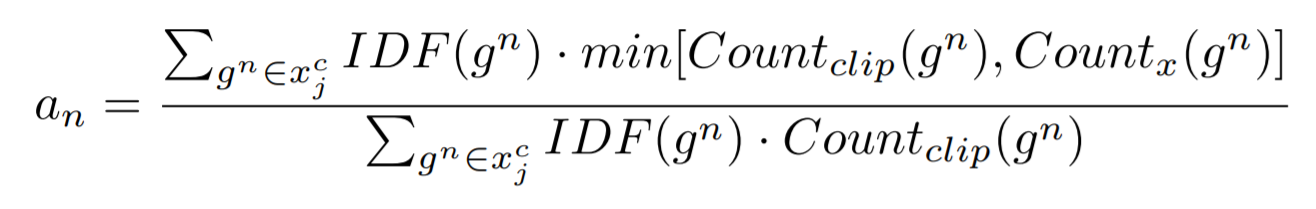 a_n = \frac{\sum_{g^n \in x_j^c} IDF(g^n) \cdot min[Count_{clip}(g^n), Count_x(g^n)]}{\sum_{g^n \in x_j^c} IDF(g^n) \cdot Count_{clip}(g^n)}